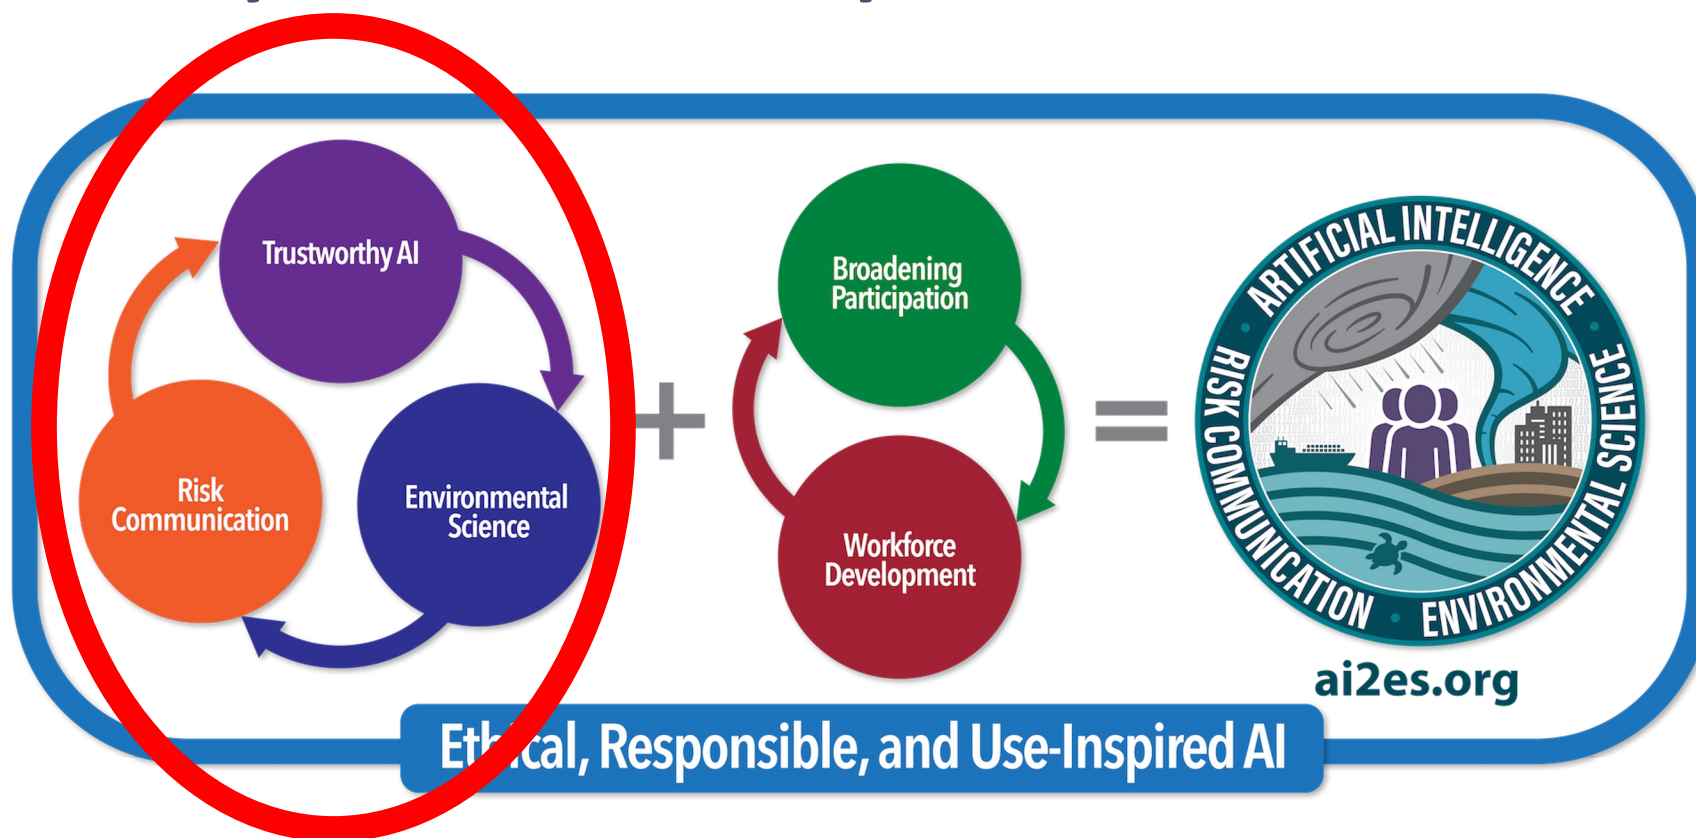 Trustworthy AI
Risk
Communication
Environmental
Science
+
Broadening
Participation
Workforce
Development
=
ARTIFICIAL INTELLIGENCE
RISK COMMUNICATION
ENVIRONMENTAL SCIENCE
ai2es.org
Ethical, Responsible, and Use-Inspired AI